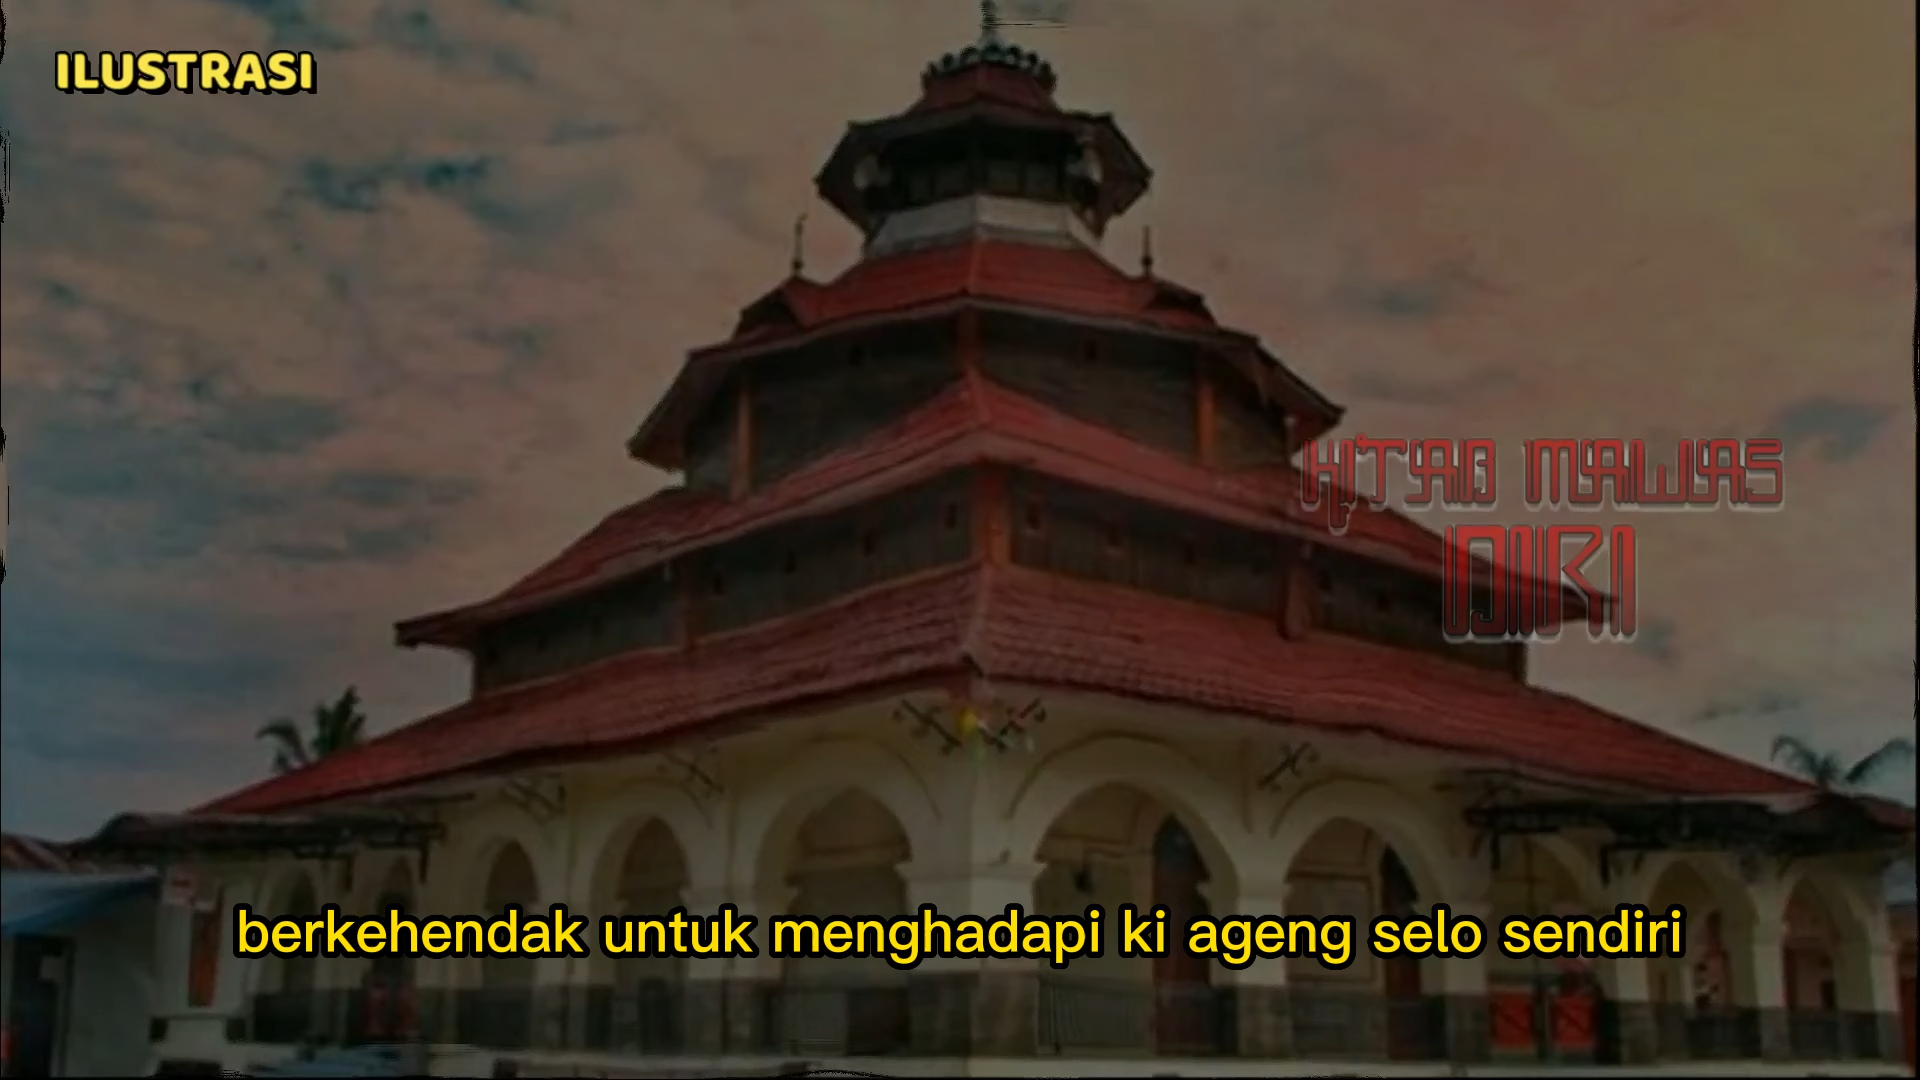 ILUSTRASI
KITAB MAWAS
DIRI
berkehendak untuk menghadapi ki ageng selo sendiri